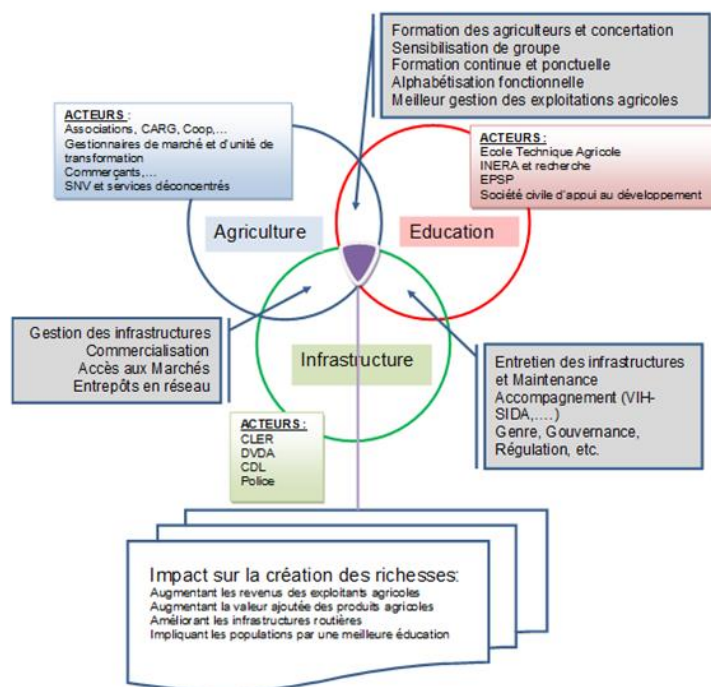 Formation des agriculteurs et concertation
Sensibilisation de groupe
Formation continue et ponctuelle
Alphabétisation fonctionnelle
Meilleur gestion des exploitations agricoles
ACTEURS :
Associations, CARG, Coop,…
Gestionnaires de marché et d'unité de
transformation
Commerçants,…
SNV et services déconcentrés
ACTEURS :
Ecole Technique Agricole
INERA et recherche
EPSP
Société civile d'appui au développement
Agriculture
Education
Gestion des infrastructures
Commercialisation
Accès aux Marchés
Entrepôts en réseau
Infrastructure
Entretien des infrastructures
et Maintenance
Accompagnement (VIH-
SIDA,….)
Genre, Gouvernance,
Régulation, etc.
ACTEURS :
CLER
DVDA
CDL
Police
Impact sur la création des richesses:
Augmentant les revenus des exploitants agricoles
Augmentant la valeur ajoutée des produits agricoles
Améliorant les infrastructures routières
Impliquant les populations par une meilleure éducation